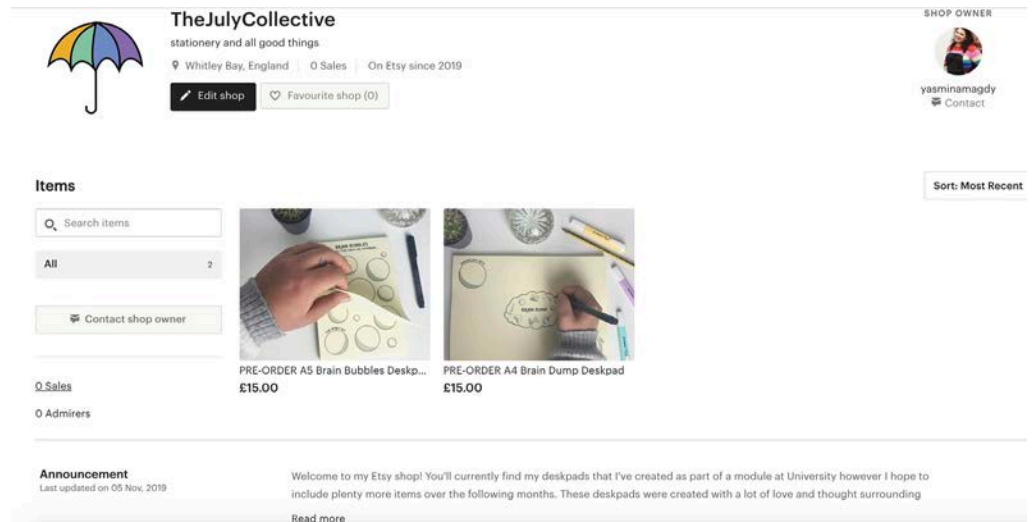 TheJulyCollective
stationery and all good things
Whitley Bay, England 0 Sales On Etsy since 2019
Edit shop
Favourite shop (0)
SHOP OWNER
yasminamagdy
Contact
Items
Sort: Most Recent
Search items
All 2
Contact shop owner
0 Sales
0 Admirers
BRAIN BUBBLES
BRAIN DUMP
PRE-ORDER A5 Brain Bubbles Deskp...
£15.00
PRE-ORDER A4 Brain Dump Deskpad
£15.00
Announcement
Last updated on 05 Nov, 2019
Welcome to my Etsy shop! You'll currently find my deskpads that I've created as part of a module at University however I hope to
include plenty more items over the following months. These deskpads were created with a lot of love and thought surrounding
Read more